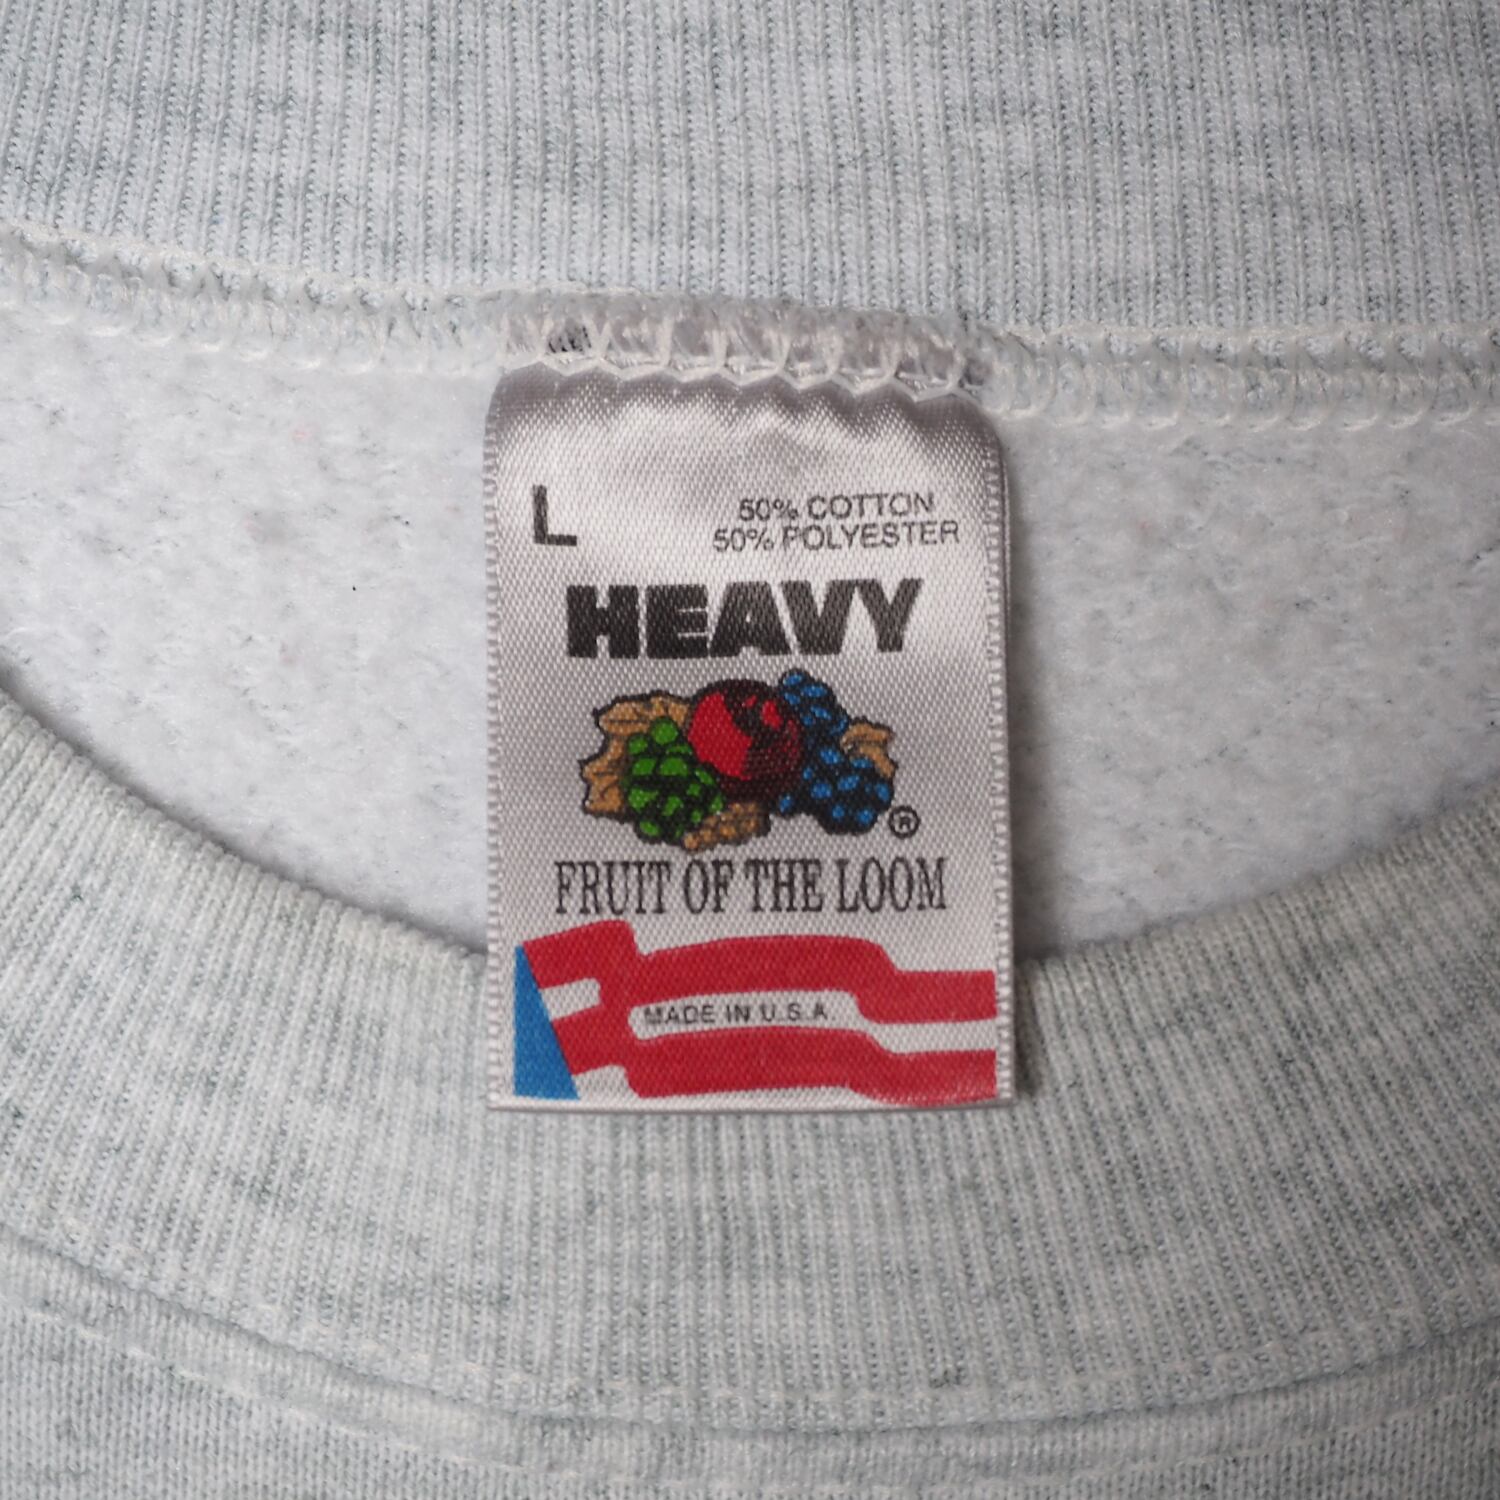 L
50% COTTON
50% POLYESTER
HEAVY
®
FRUIT OF THE LOOM
MADE IN U.S.A.